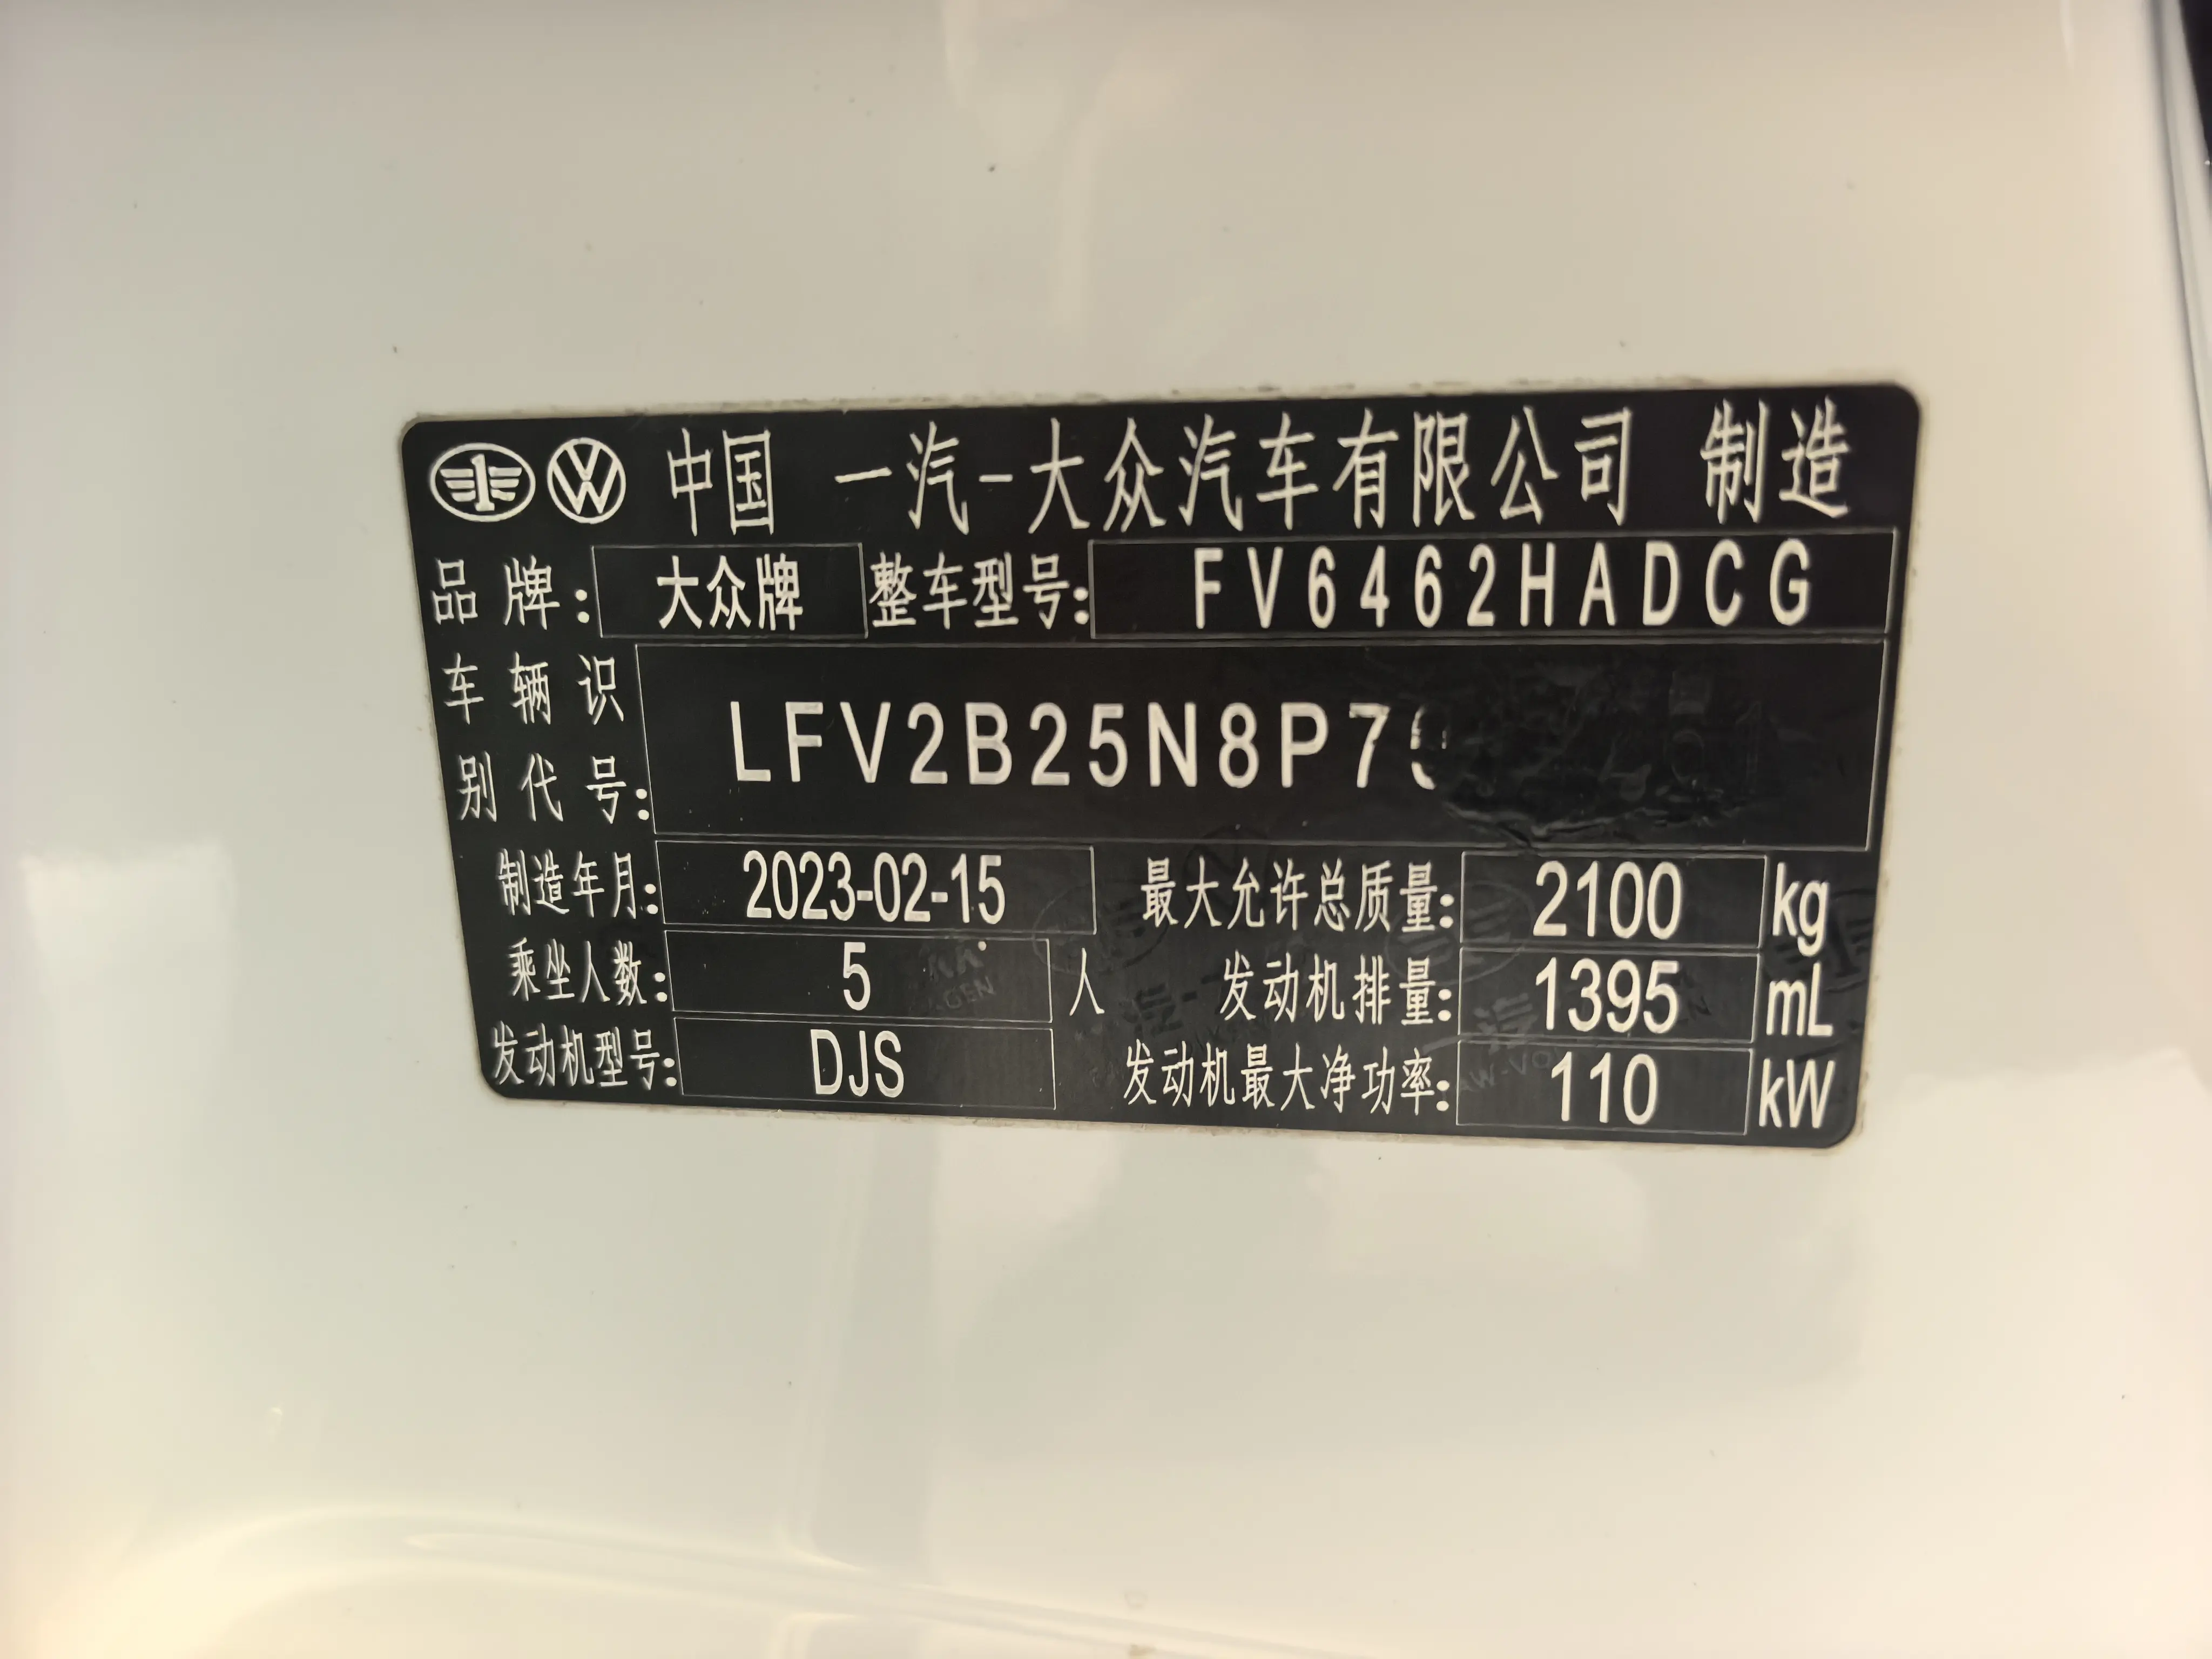 中国 一汽-大众汽车有限公司 制造
品牌: 大众牌 整车型号: FV6462HADCG
车辆识别代号: LFV2B25N8P7
制造年月: 2023-02-15 最大允许总质量: 2100 kg
乘坐人数: 5 人 发动机排量: 1395 mL
发动机型号: DJS 发动机最大净功率: 110 kW